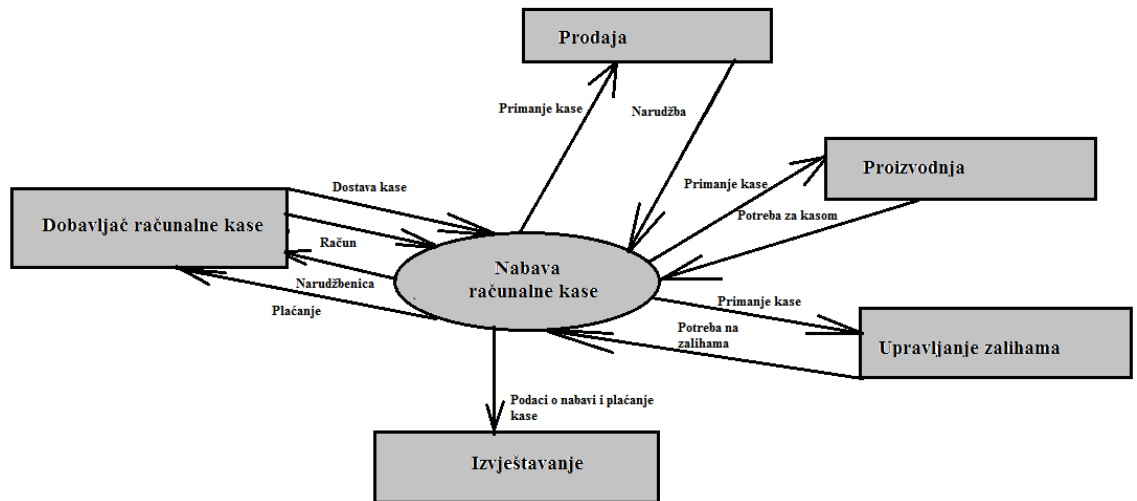 Prodaja
Primanje kase
Narudžba
Proizvodnja
Primanje kase
Potreba za kasom
Dostava kase
Dobavljač računalne kase
Račun
Narudžbenica
Plaćanje
Nabava
računalne kase
Primanje kase
Potreba na
zalihama
Upravljanje zalihama
Podaci o nabavi i plaćanje
kase
Izvještavanje